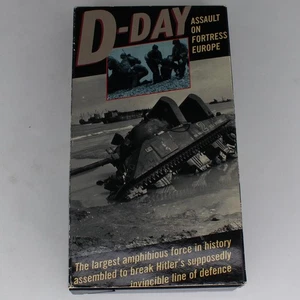 D-DAY
ASSAULT
ON
FORTRESS
EUROPE
The largest amphibious force in history
assembled to break Hitler's supposedly
invincible line of defence